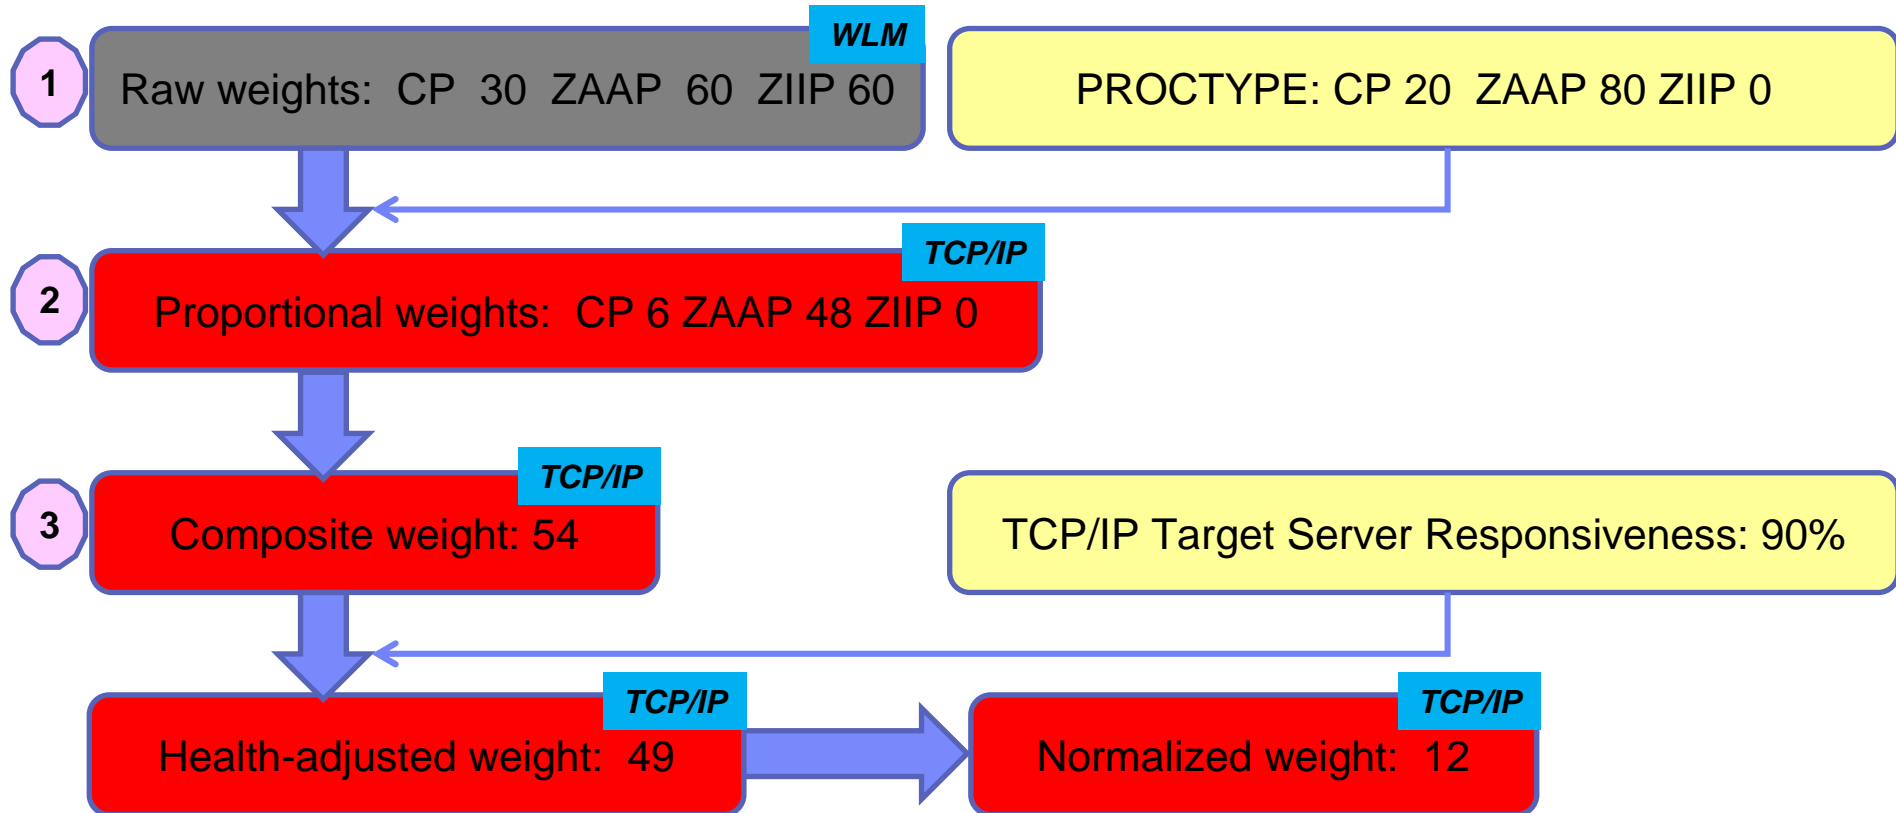 WLM
1
Raw weights: CP 30 ZAAP 60 ZIIP 60
PROCTYPE: CP 20 ZAAP 80 ZIIP 0
TCP/IP
2
Proportional weights: CP 6 ZAAP 48 ZIIP 0
TCP/IP
3
Composite weight: 54
TCP/IP Target Server Responsiveness: 90%
TCP/IP
Health-adjusted weight: 49
TCP/IP
Normalized weight: 12